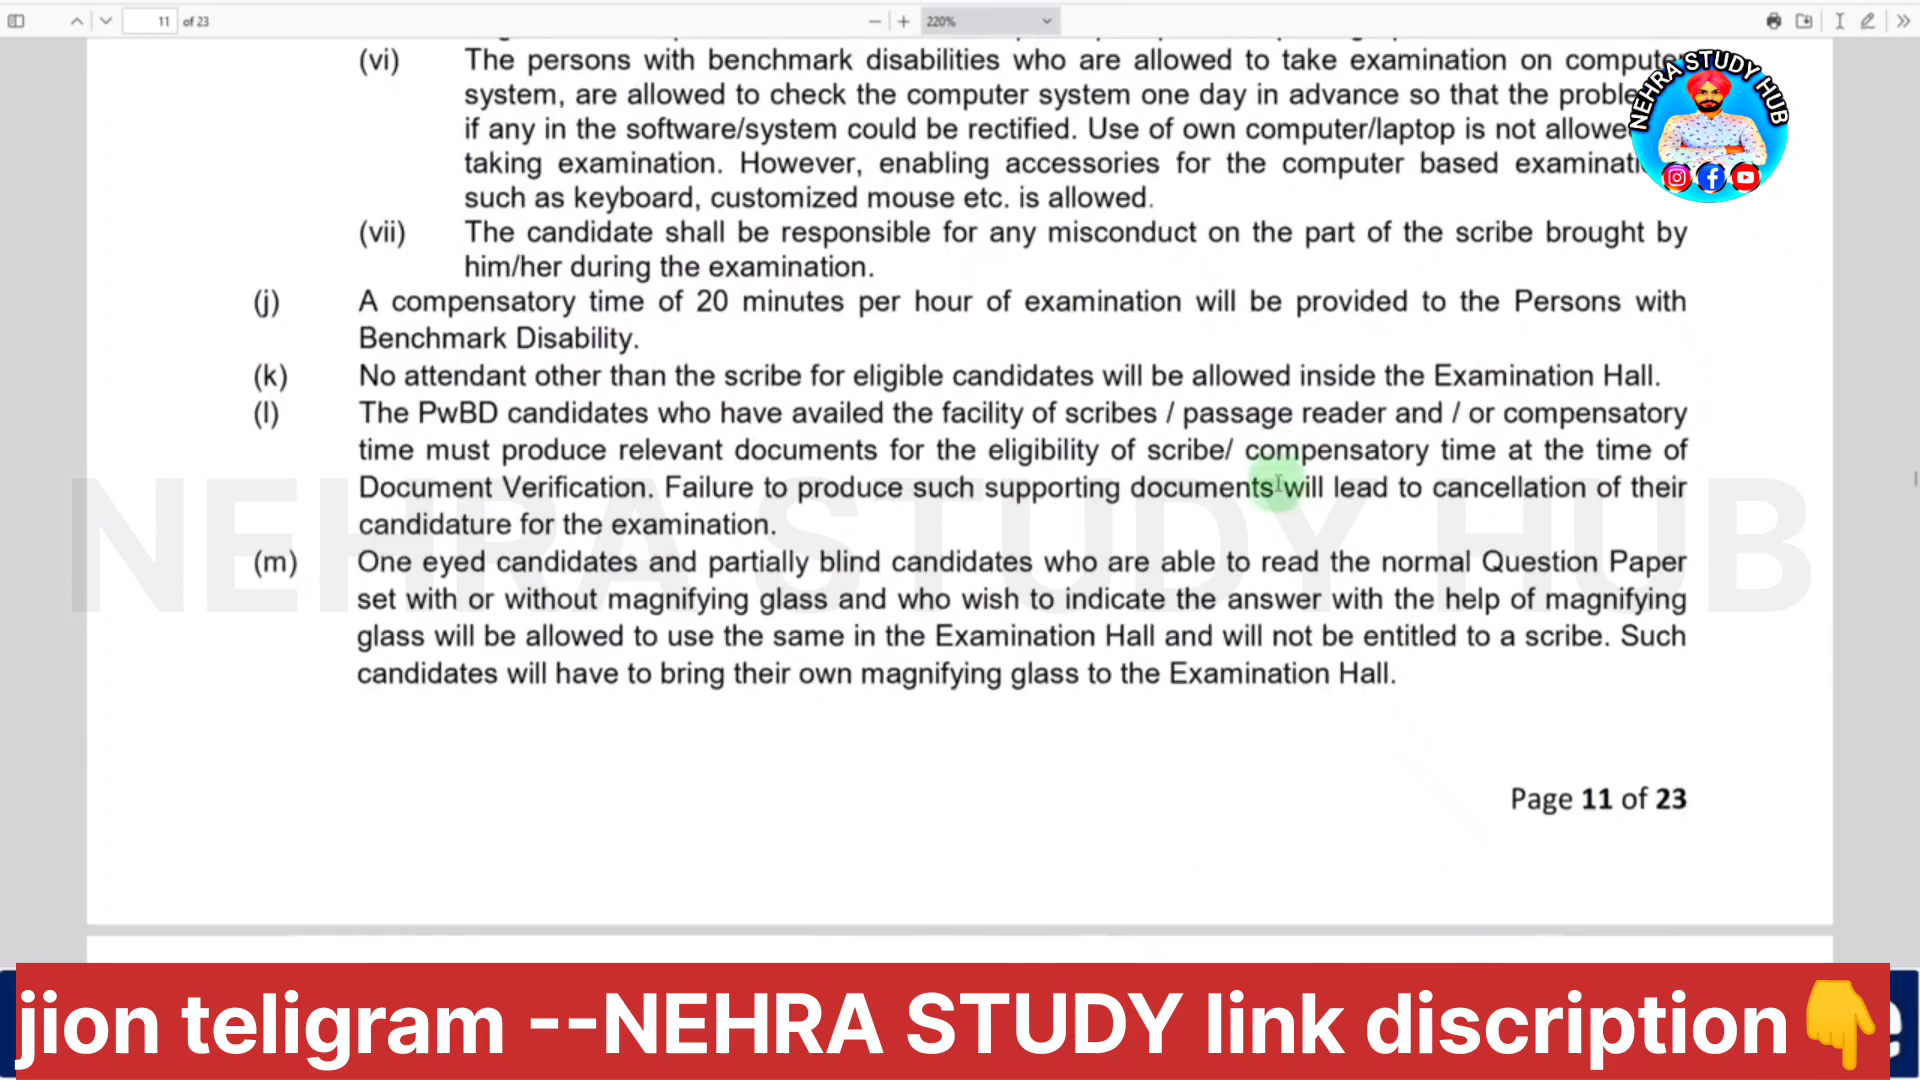 11 of 23
220%
(vi) The persons with benchmark disabilities who are allowed to take examination on compute
system, are allowed to check the computer system one day in advance so that the proble
if any in the software/system could be rectified. Use of own computer/laptop is not allowe
taking examination. However, enabling accessories for the computer based examinati
such as keyboard, customized mouse etc. is allowed.
(vii) The candidate shall be responsible for any misconduct on the part of the scribe brought by
him/her during the examination.
(j) A compensatory time of 20 minutes per hour of examination will be provided to the Persons with
Benchmark Disability.
(k) No attendant other than the scribe for eligible candidates will be allowed inside the Examination Hall.
(l) The PwBD candidates who have availed the facility of scribes / passage reader and / or compensatory
time must produce relevant documents for the eligibility of scribe/ compensatory time at the time of
Document Verification. Failure to produce such supporting documents will lead to cancellation of their
candidature for the examination.
(m) One eyed candidates and partially blind candidates who are able to read the normal Question Paper
set with or without magnifying glass and who wish to indicate the answer with the help of magnifying
glass will be allowed to use the same in the Examination Hall and will not be entitled to a scribe. Such
candidates will have to bring their own magnifying glass to the Examination Hall.
Page 11 of 23
NEHRA STUDY HUB
NEHRA STUDY HUB
jion teligram --NEHRA STUDY link discription👇